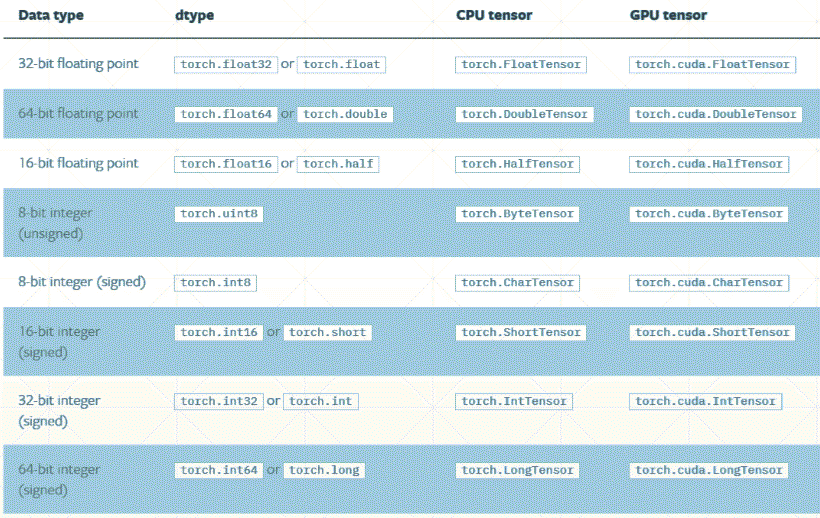 Data type dtype CPU tensor GPU tensor
32-bit floating point torch.float32 or torch.float torch.FloatTensor torch.cuda.FloatTensor
64-bit floating point torch.float64 or torch.double torch.DoubleTensor torch.cuda.DoubleTensor
16-bit floating point torch.float16 or torch.half torch.HalfTensor torch.cuda.HalfTensor
8-bit integer torch.uint8 torch.ByteTensor torch.cuda.ByteTensor
(unsigned)
8-bit integer (signed) torch.int8 torch.CharTensor torch.cuda.CharTensor
16-bit integer torch.int16 or torch.short torch.ShortTensor torch.cuda.ShortTensor
(signed)
32-bit integer torch.int32 or torch.int torch.IntTensor torch.cuda.IntTensor
(signed)
64-bit integer torch.int64 or torch.long torch.LongTensor torch.cuda.LongTensor
(signed)